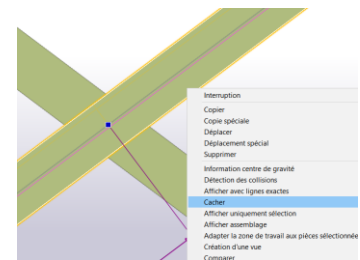 Interruption
Copier
Copie spéciale
Déplacer
Déplacement spécial
Supprimer
Information centre de gravité
Détection des collisions
Afficher avec lignes exactes
Cacher
Afficher uniquement sélection
Afficher assemblage
Adapter la zone de travail aux pièces sélectionnée
Création d'une vue
Comparer